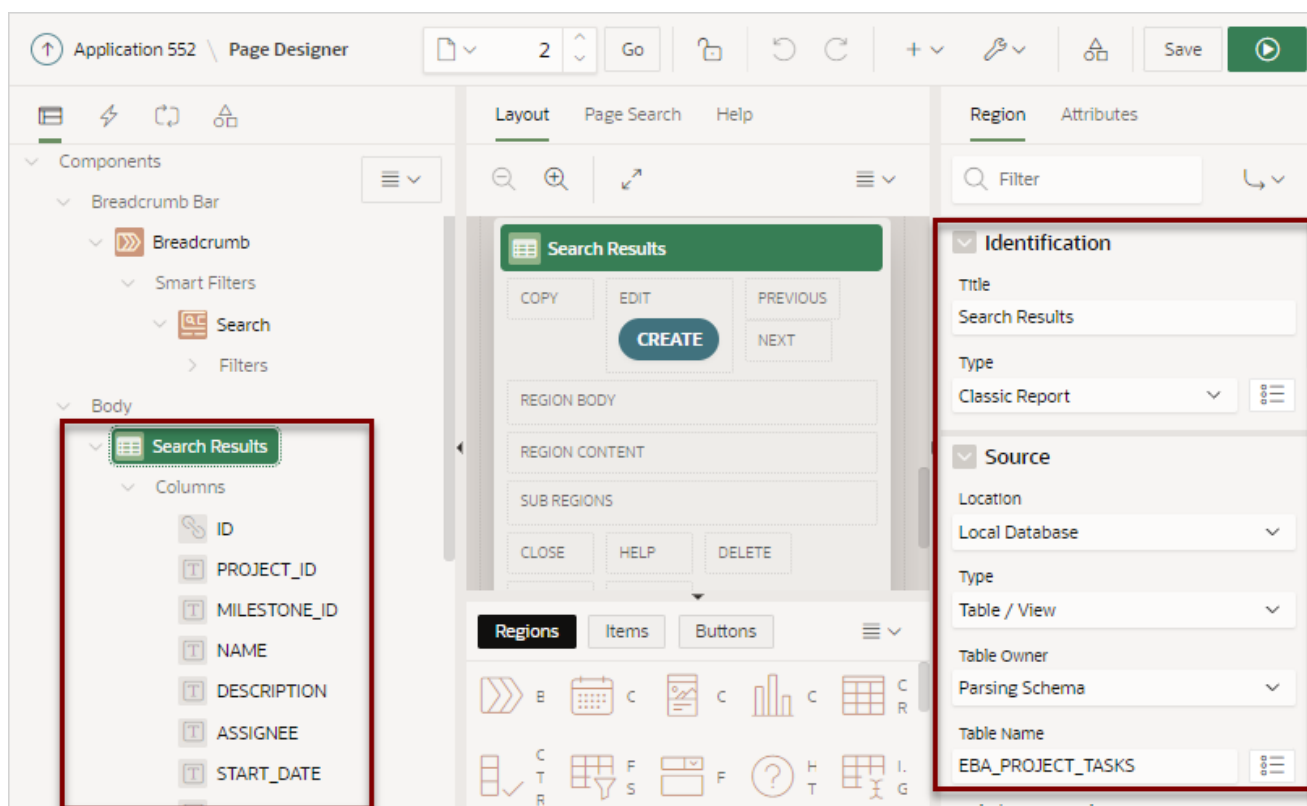 Application 552 \ Page Designer
2
Go
Save
Components
Breadcrumb Bar
Breadcrumb
Smart Filters
Search
Filters
Body
Search Results
Columns
ID
PROJECT_ID
MILESTONE_ID
NAME
DESCRIPTION
ASSIGNEE
START_DATE
Layout Page Search Help
Search Results
COPY EDIT PREVIOUS
CREATE NEXT
REGION BODY
REGION CONTENT
SUB REGIONS
CLOSE HELP DELETE
Regions Items Buttons
B C C C C
R
C F F H I.
T S T G
R
Region Attributes
Filter
Identification
Title
Search Results
Type
Classic Report
Source
Location
Local Database
Type
Table / View
Table Owner
Parsing Schema
Table Name
EBA_PROJECT_TASKS